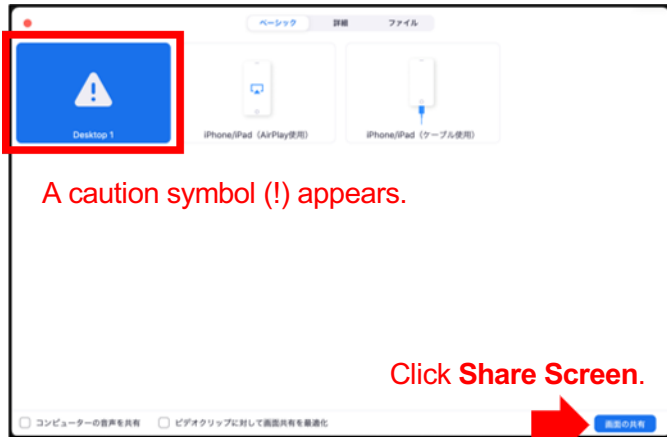 ベーシック 詳細 ファイル
Desktop 1 iPhone/iPad（AirPlay使用） iPhone/iPad（ケーブル使用）
A caution symbol (!) appears.
Click Share Screen.
コンピューターの音声を共有 ビデオクリップに対して画面共有を最適化 画面の共有